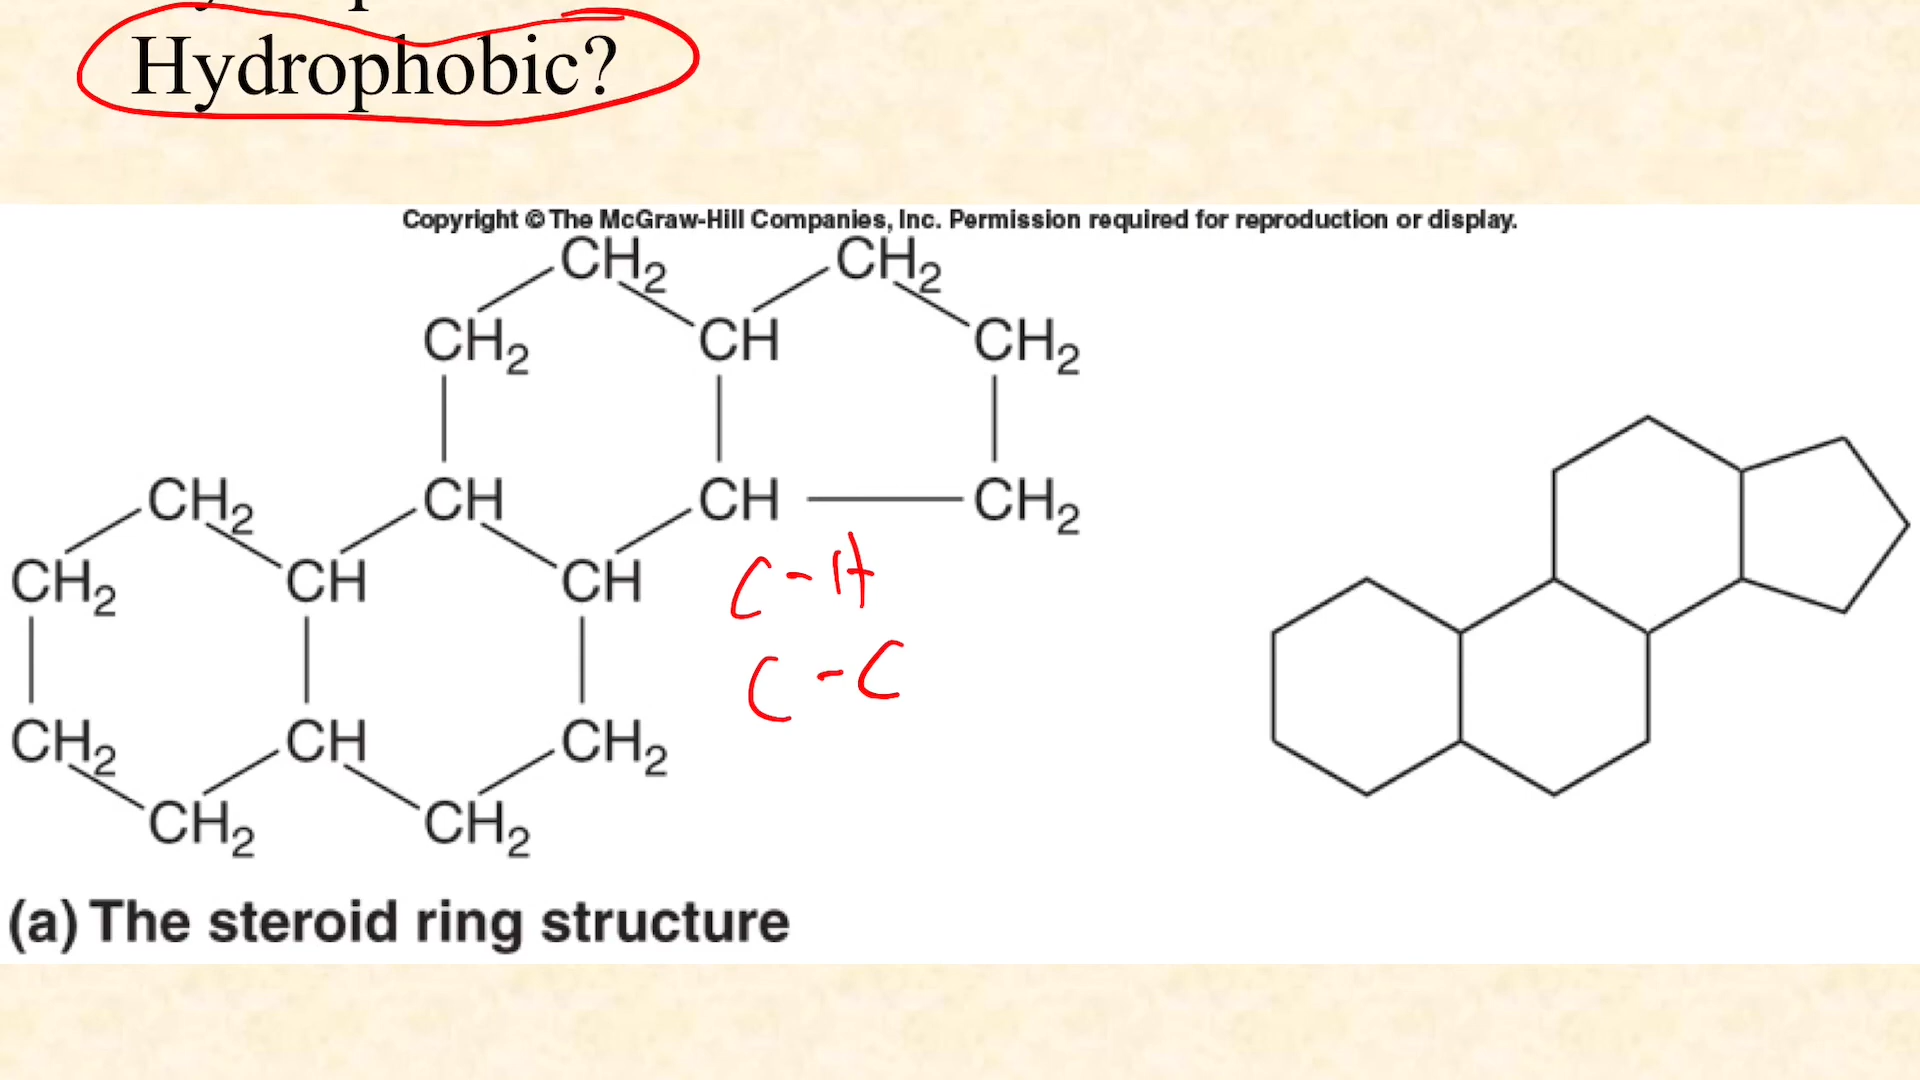 Hydrophobic?
Copyright © The McGraw-Hill Companies, Inc. Permission required for reproduction or display.
CH2 CH2
CH2 CH CH2
CH2 CH CH CH2
CH2 CH CH
C-H
C-C
CH2 CH CH2
CH2 CH2
(a) The steroid ring structure